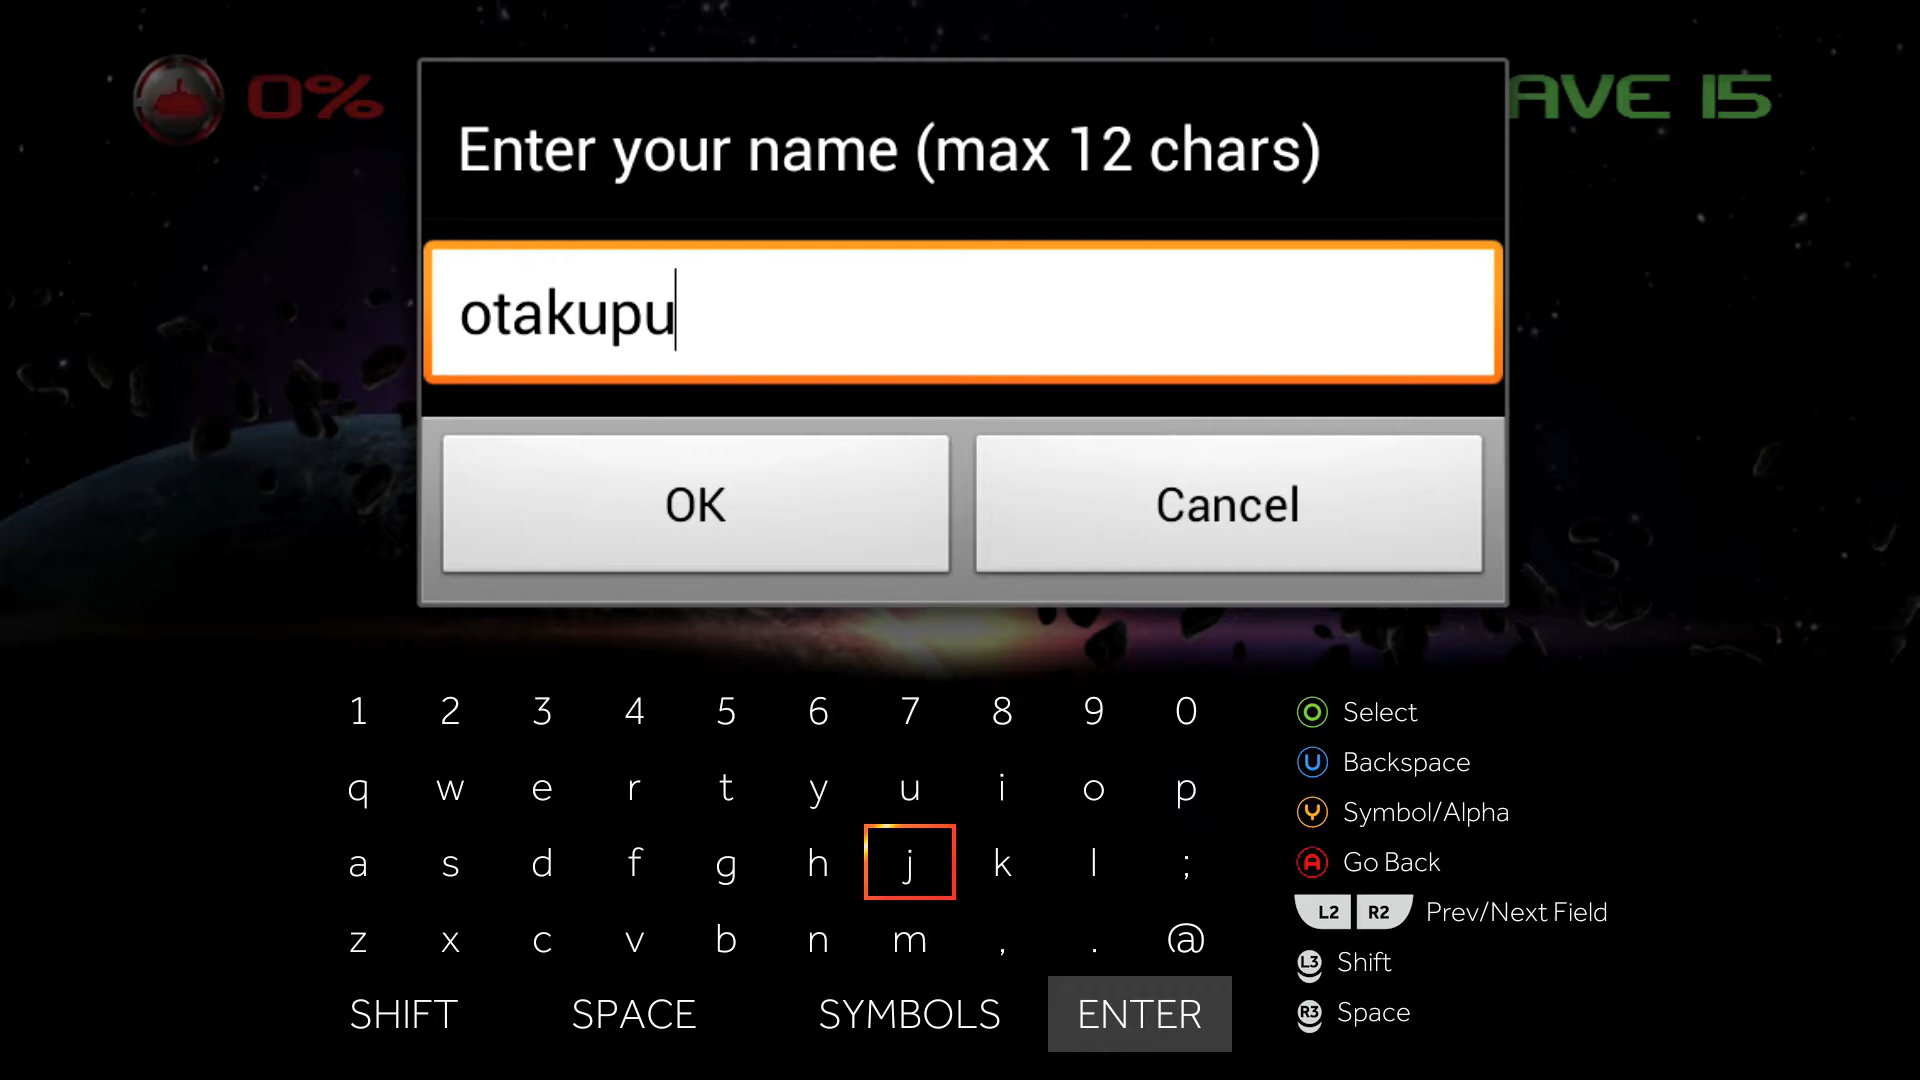 0%
AVE 15
Enter your name (max 12 chars)
otakupu
OK
Cancel
1 2 3 4 5 6 7 8 9 0
q w e r t y u i o p
a s d f g h j k l ;
z x c v b n m , . @
SHIFT SPACE SYMBOLS ENTER
O Select
U Backspace
Y Symbol/Alpha
A Go Back
L2 R2 Prev/Next Field
L3 Shift
R3 Space